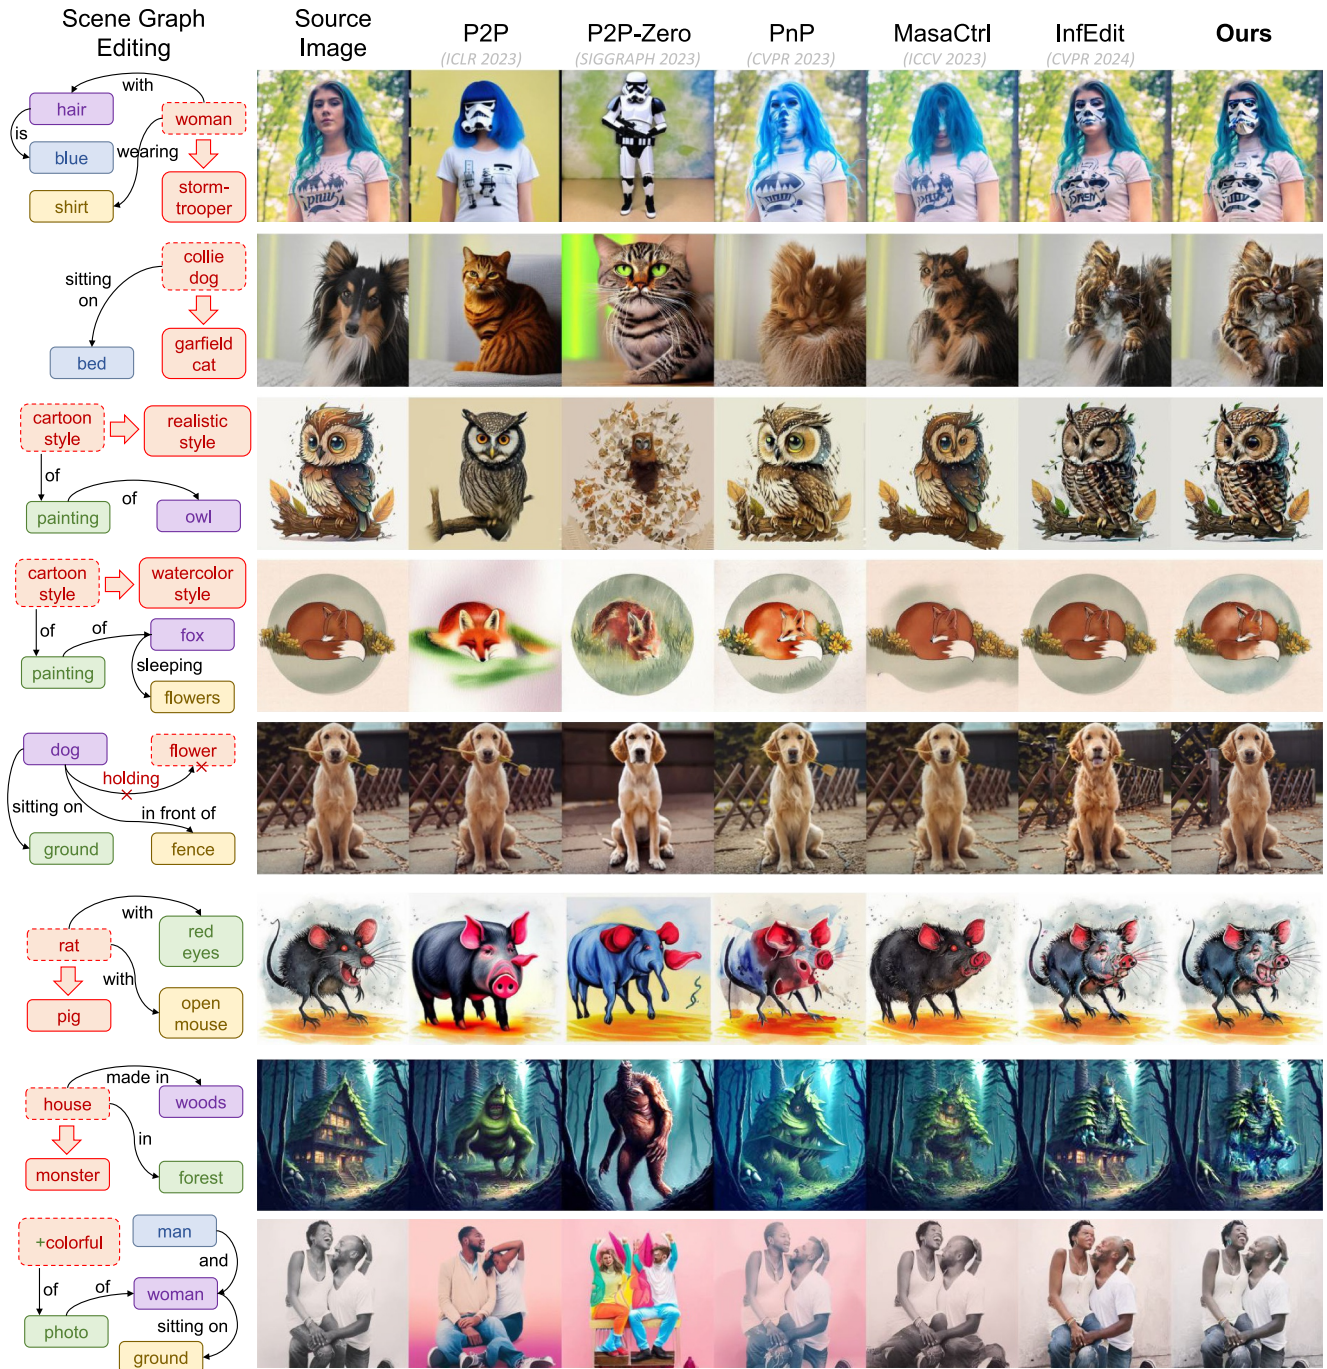 Scene Graph
Editing
Source
Image
P2P
(ICLR 2023)
P2P-Zero
(SIGGRAPH 2023)
PnP
(CVPR 2023)
MasaCtrl
(ICCV 2023)
InfEdit
(CVPR 2024)
Ours
with
hair
woman
is
blue
wearing
shirt
storm-
trooper
collie
dog
sitting
on
bed
garfield
cat
cartoon
style
realistic
style
of
painting
of
owl
cartoon
style
watercolor
style
of
of
fox
painting
sleeping
flowers
dog
flower
holding
sitting on
in front of
ground
fence
with
red
eyes
rat
with
pig
open
mouse
made in
house
woods
in
monster
forest
+colorful
man
and
of
of
woman
photo
sitting on
ground